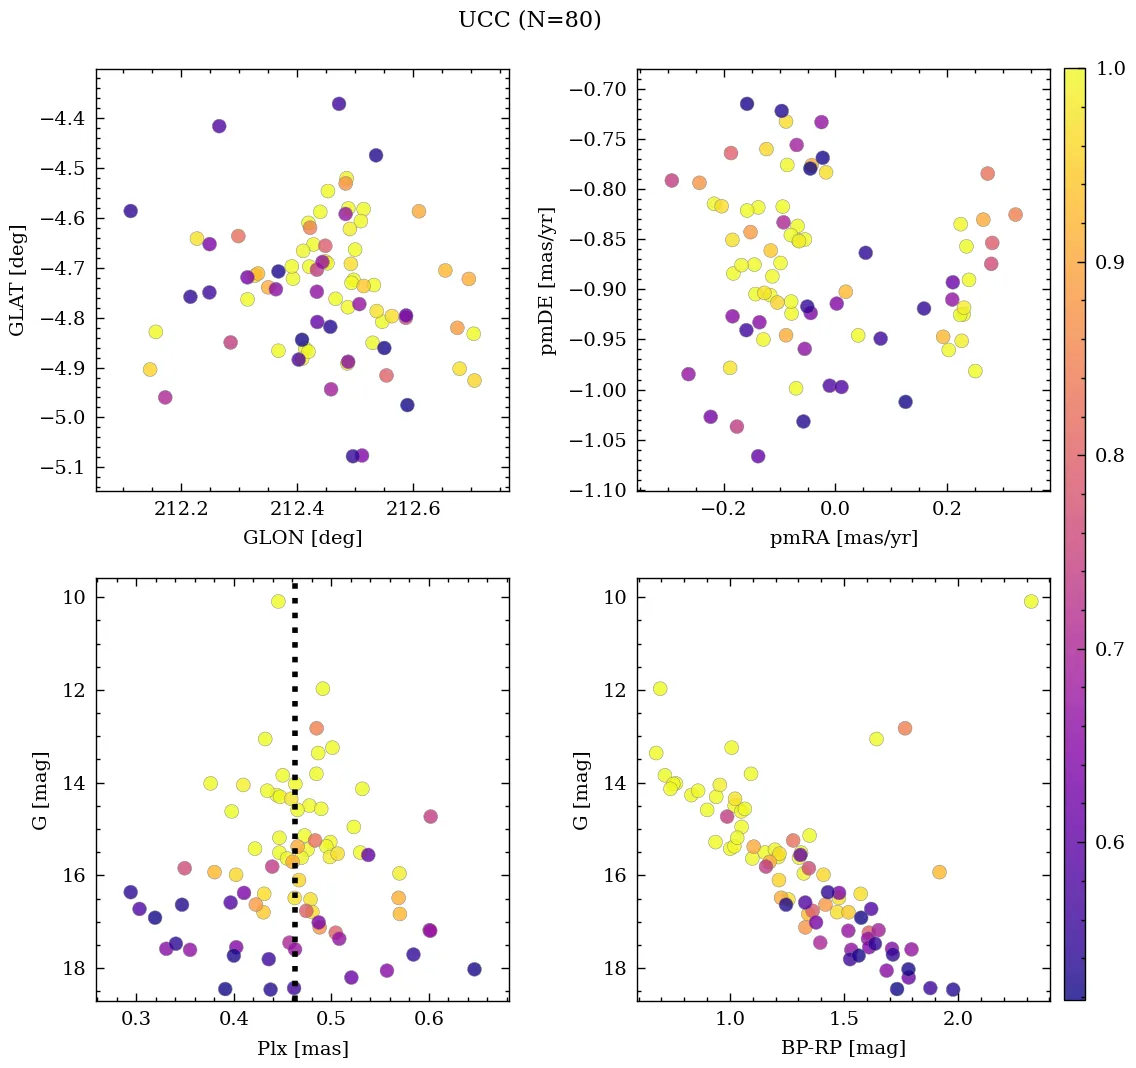 UCC (N=80)
−4.4
−4.5
−4.6
−4.7
−4.8
−4.9
−5.0
−5.1
GLAT [deg]
212.2 212.4 212.6
GLON [deg]
−0.70
−0.75
−0.80
−0.85
−0.90
−0.95
−1.00
−1.05
−1.10
pmDE [mas/yr]
−0.2 0.0 0.2
pmRA [mas/yr]
1.0
0.9
0.8
0.7
0.6
10
12
14
16
18
G [mag]
0.3 0.4 0.5 0.6
Plx [mas]
10
12
14
16
18
G [mag]
1.0 1.5 2.0
BP-RP [mag]